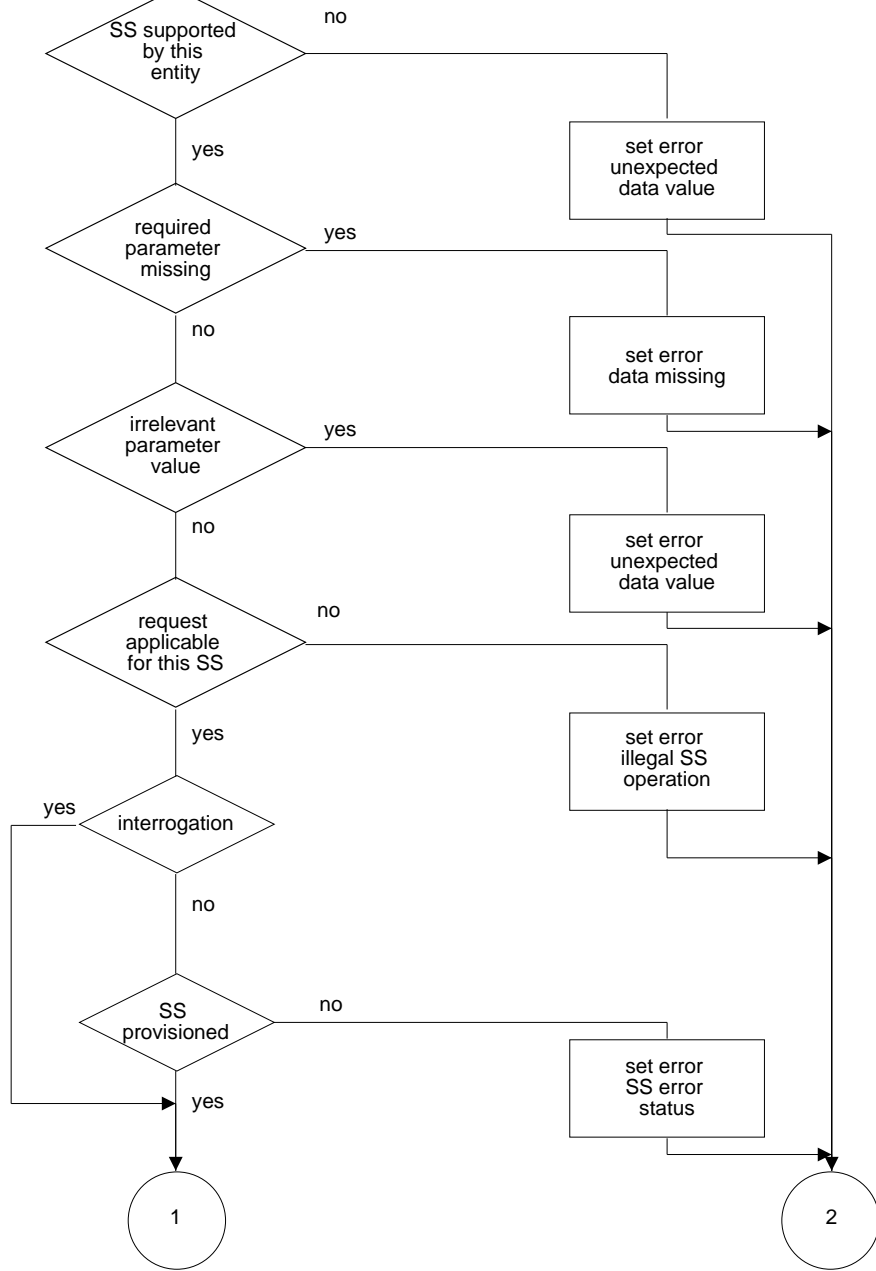 no
SS supported
by this
entity
yes
set error
unexpected
data value
required
parameter
missing
yes
no
set error
data missing
irrelevant
parameter
value
yes
no
set error
unexpected
data value
request
applicable
for this SS
no
yes
set error
illegal SS
operation
yes
interrogation
no
SS
provisioned
no
set error
SS error
status
yes
1
2